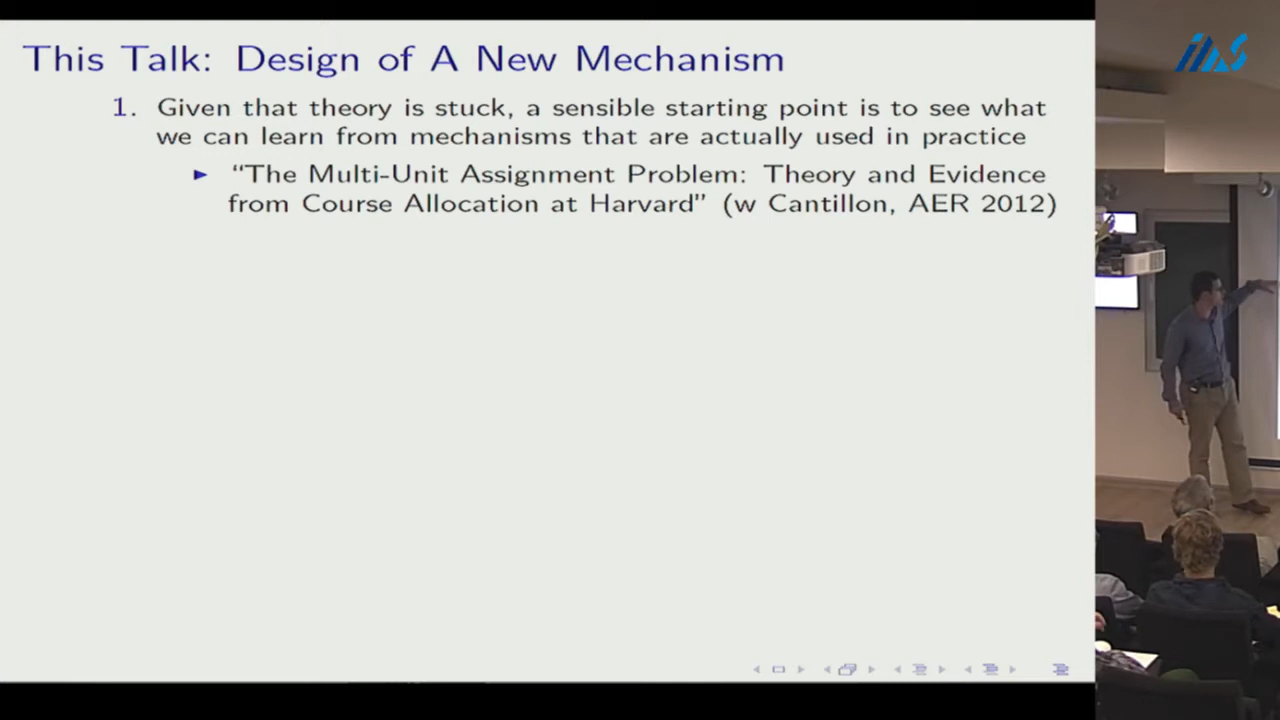 IIAS
This Talk: Design of A New Mechanism
1. Given that theory is stuck, a sensible starting point is to see what
we can learn from mechanisms that are actually used in practice
► “The Multi-Unit Assignment Problem: Theory and Evidence
from Course Allocation at Harvard” (w Cantillon, AER 2012)